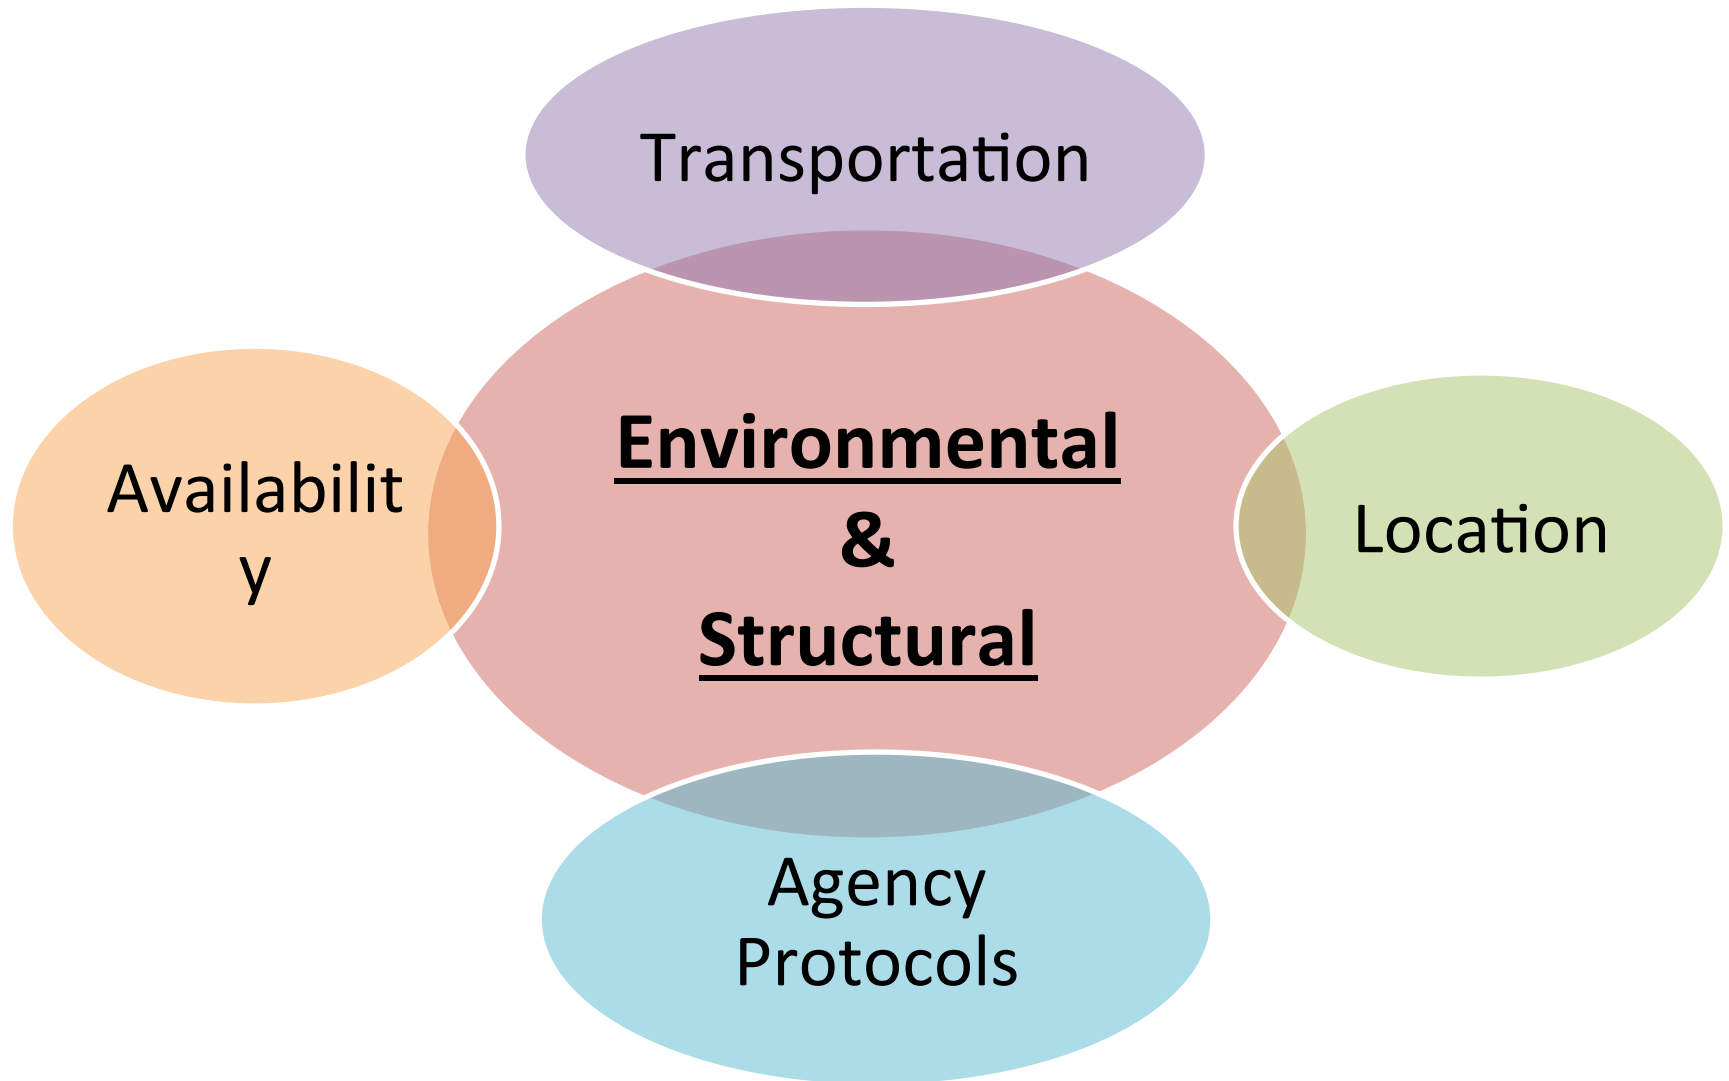 Transportation
Availabilit
y
Environmental
&
Structural
Location
Agency
Protocols